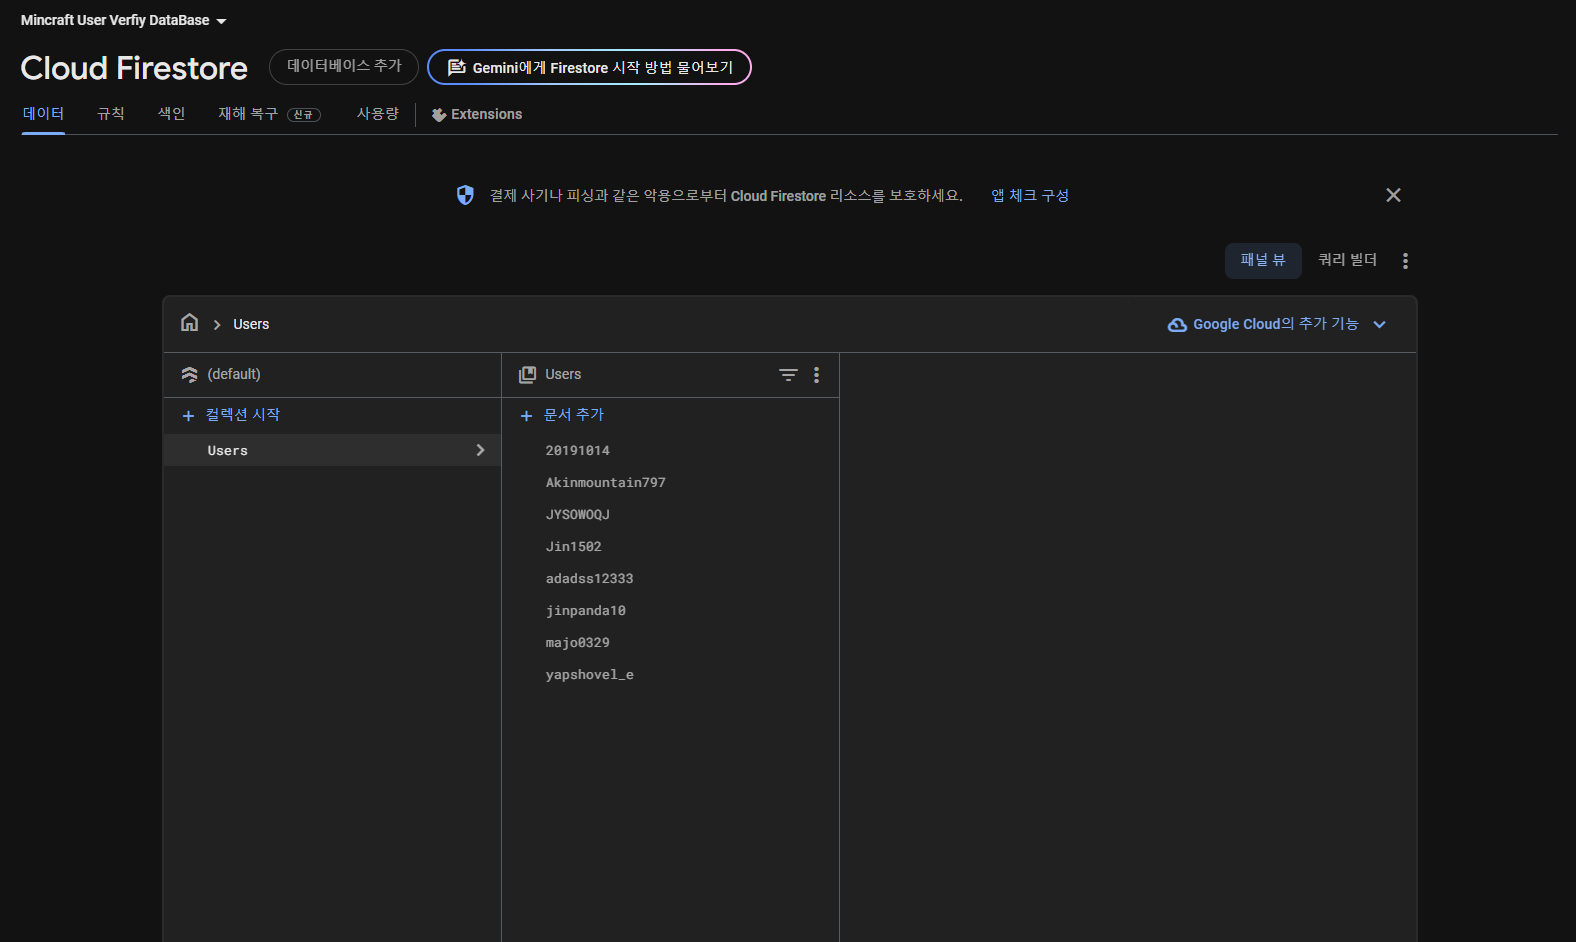 Mincraft User Verfiy DataBase
Cloud Firestore
데이터베이스 추가
Gemini에게 Firestore 시작 방법 물어보기
데이터
규칙
색인
재해 복구 신규
사용량
Extensions
결제 사기나 피싱과 같은 악용으로부터 Cloud Firestore 리소스를 보호하세요.
앱 체크 구성
패널 뷰
쿼리 빌더
Users
Google Cloud의 추가 기능
(default)
Users
컬렉션 시작
문서 추가
Users
20191014
Akinmountain797
JYSOWOQJ
Jin1502
adadss12333
jinpanda10
majo0329
yapshovel_e